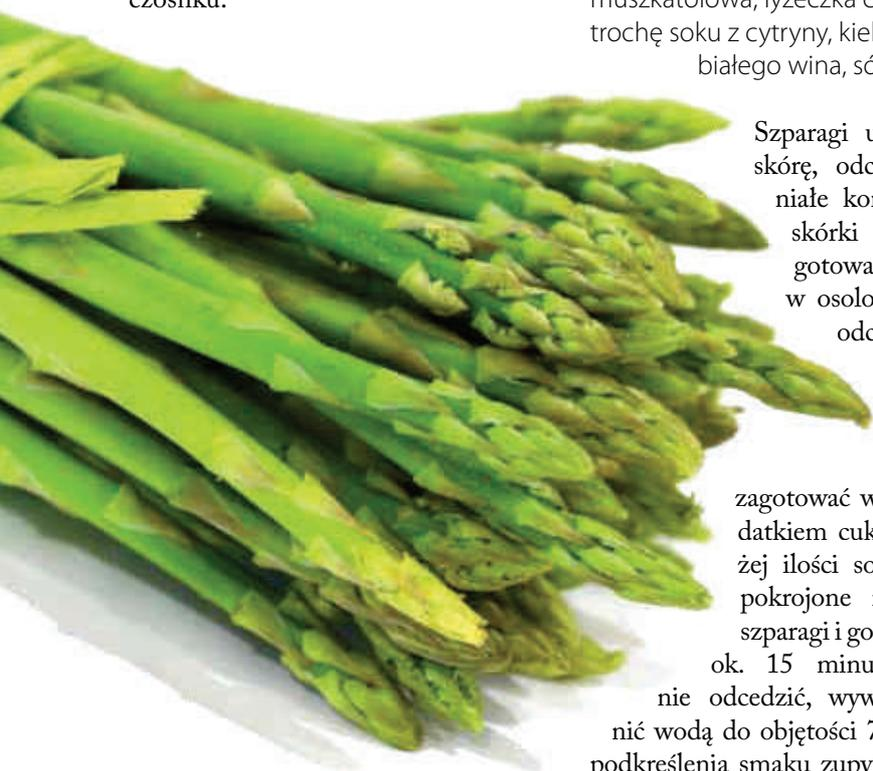 czosnku.
muszkatołowa, łyżeczka
trochę soku z cytryny, kiel
białego wina, só
Szparagi u
skórę, odc
niałe ko
skórki
gotowa
w osolo
odc
zagotować w
datkiem cuk
żej ilości so
pokrojone
szparagi i go
ok. 15 minu
nie odcedzić, wyw
nić wodą do objętości 7
podkreślenia smaku zupy